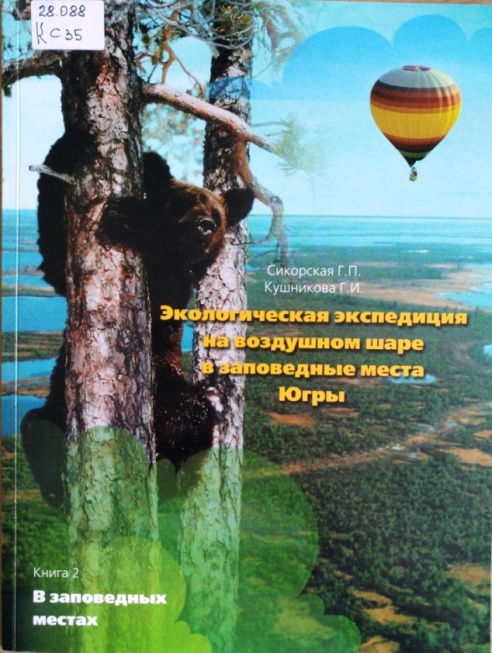 28.088
К С 35
Сикорская Г.П.
Кушникова Г.И.
Экологическая экспедиция
на воздушном шаре
в заповедные места
Югры
Книга 2
В заповедных
местах